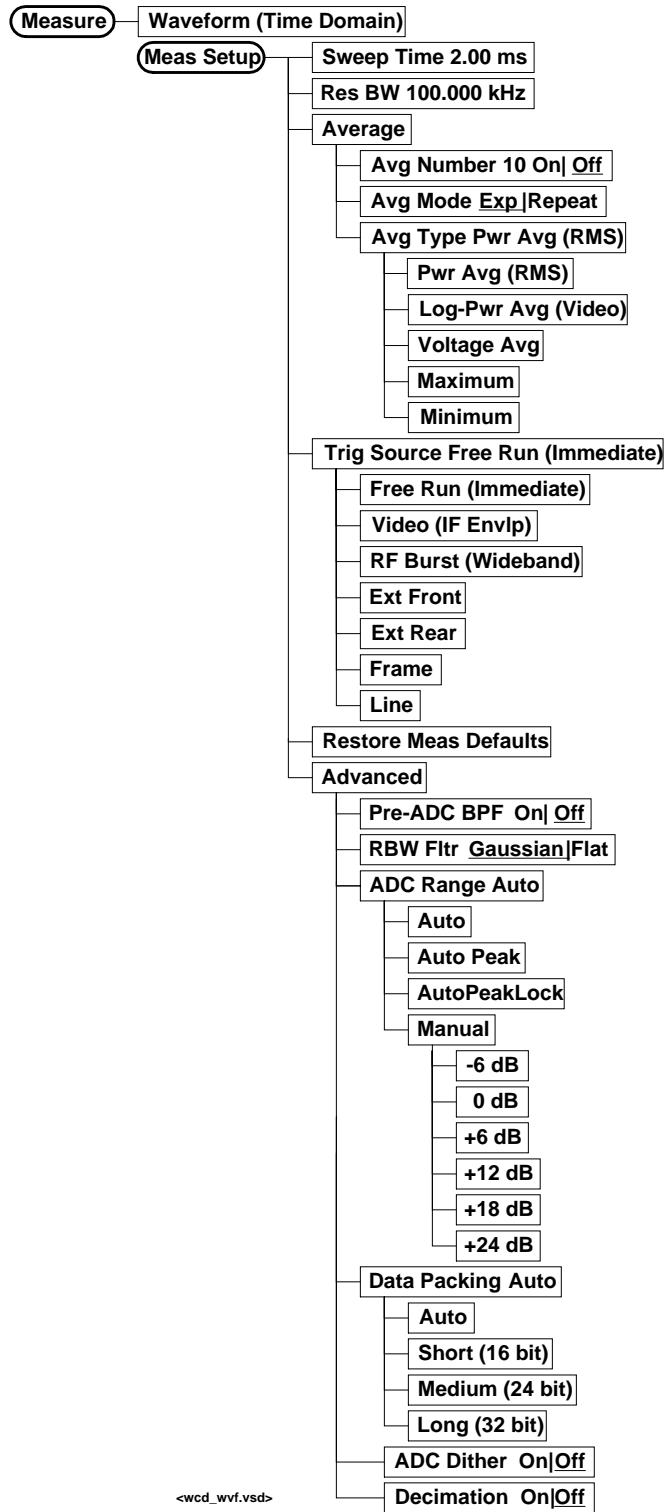 Measure
Waveform (Time Domain)
Meas Setup
Sweep Time 2.00 ms
Res BW 100.000 kHz
Average
Avg Number 10 On| Off
Avg Mode Exp |Repeat
Avg Type Pwr Avg (RMS)
Pwr Avg (RMS)
Log-Pwr Avg (Video)
Voltage Avg
Maximum
Minimum
Trig Source Free Run (Immediate)
Free Run (Immediate)
Video (IF Envlp)
RF Burst (Wideband)
Ext Front
Ext Rear
Frame
Line
Restore Meas Defaults
Advanced
Pre-ADC BPF On| Off
RBW Fltr Gaussian|Flat
ADC Range Auto
Auto
Auto Peak
AutoPeakLock
Manual
-6 dB
0 dB
+6 dB
+12 dB
+18 dB
+24 dB
Data Packing Auto
Auto
Short (16 bit)
Medium (24 bit)
Long (32 bit)
ADC Dither On|Off
Decimation On|Off
<wcd_wvf.vsd>